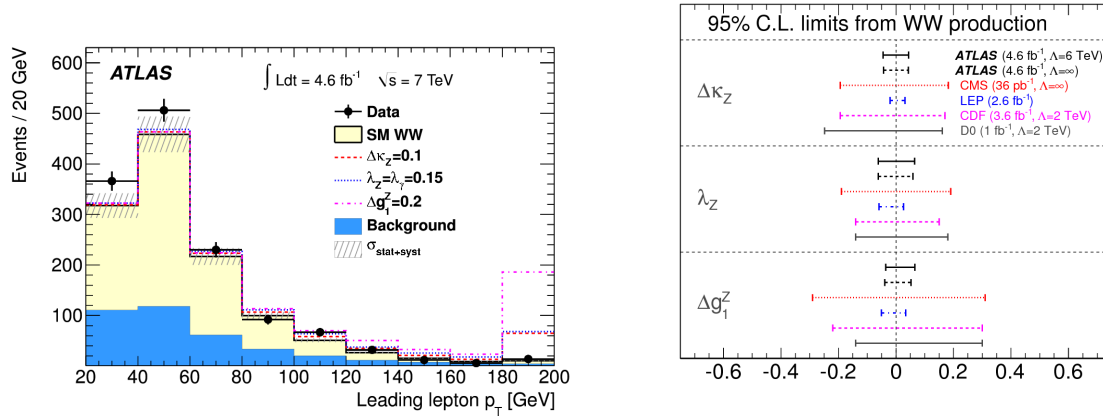 ATLAS
∫ Ldt = 4.6 fb⁻¹ √s = 7 TeV
Data
SM WW
Δκ_Z=0.1
λ_Z=λ_γ=0.15
Δg₁^Z=0.2
Background
σ_stat+syst
Events / 20 GeV
600
500
400
300
200
100
20 40 60 80 100 120 140 160 180 200
Leading lepton p_T [GeV]
95% C.L. limits from WW production
ATLAS (4.6 fb⁻¹, Λ=6 TeV)
ATLAS (4.6 fb⁻¹, Λ=∞)
CMS (36 pb⁻¹, Λ=∞)
LEP (2.6 fb⁻¹)
CDF (3.6 fb⁻¹, Λ=2 TeV)
D0 (1 fb⁻¹, Λ=2 TeV)
Δκ_Z
λ_Z
Δg₁^Z
-0.6 -0.4 -0.2 0 0.2 0.4 0.6